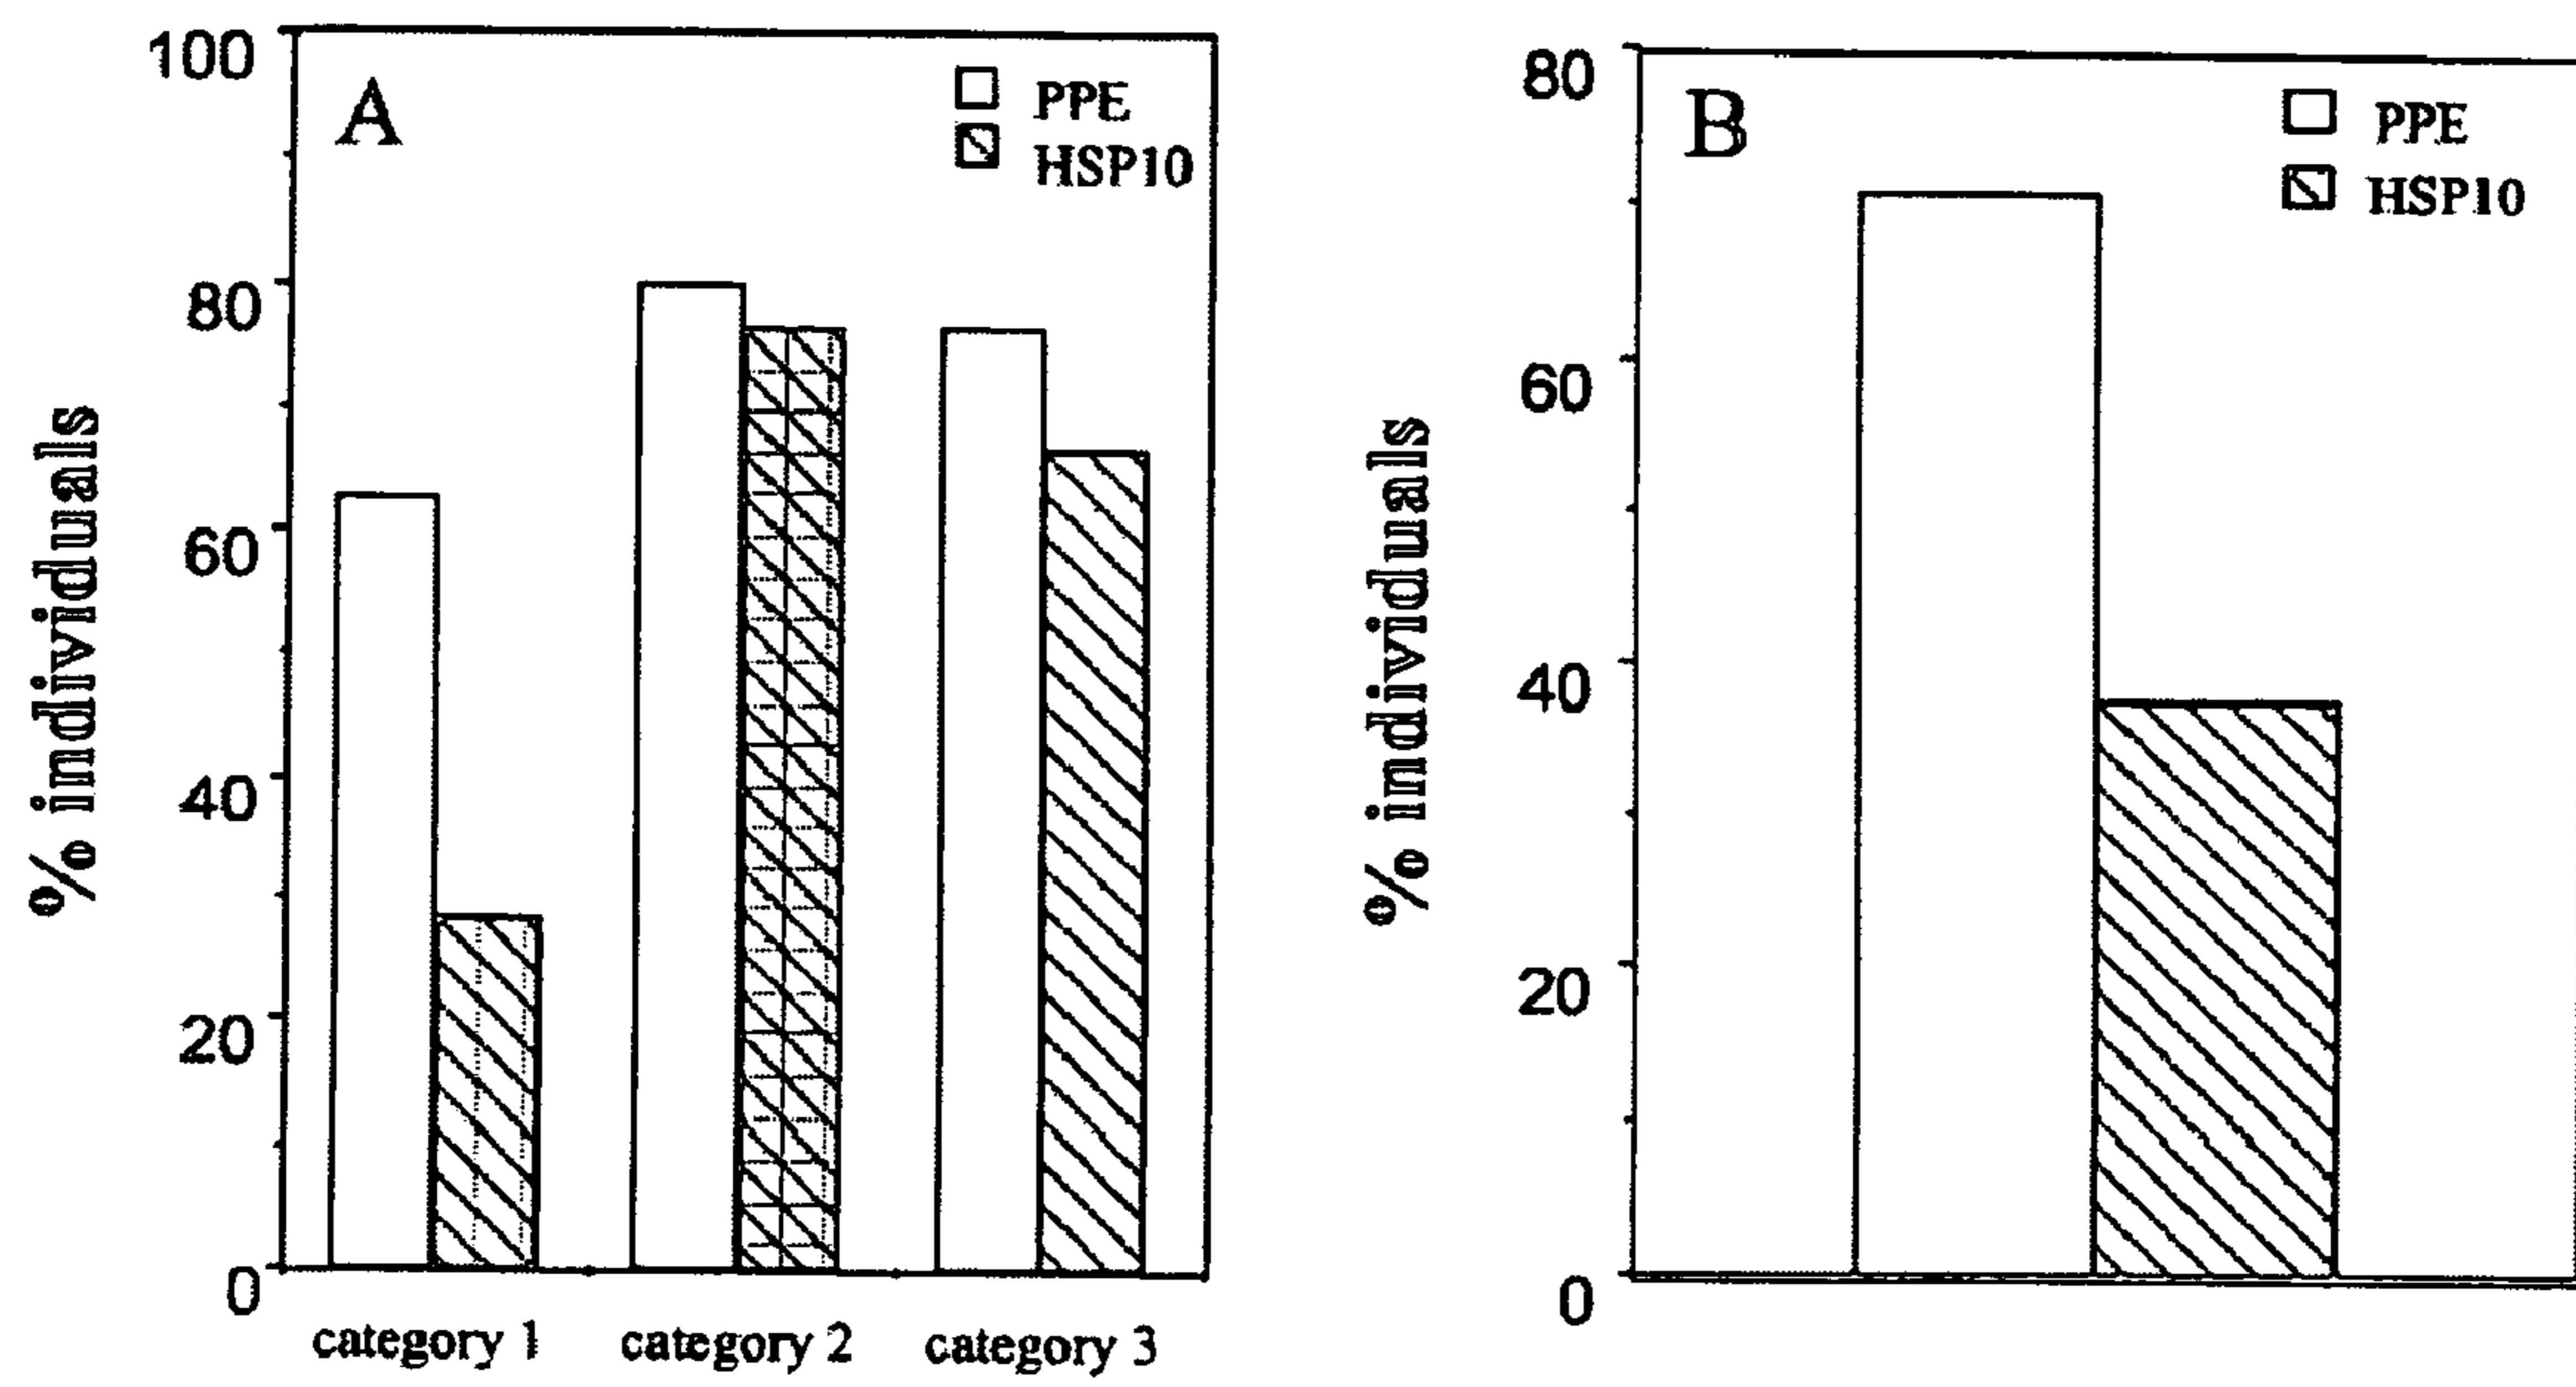 100
80
60
40
20
0
% individuals
A
PPE
HSP10
category 1 category 2 category 3
80
60
40
20
0
% individuals
B
PPE
HSP10